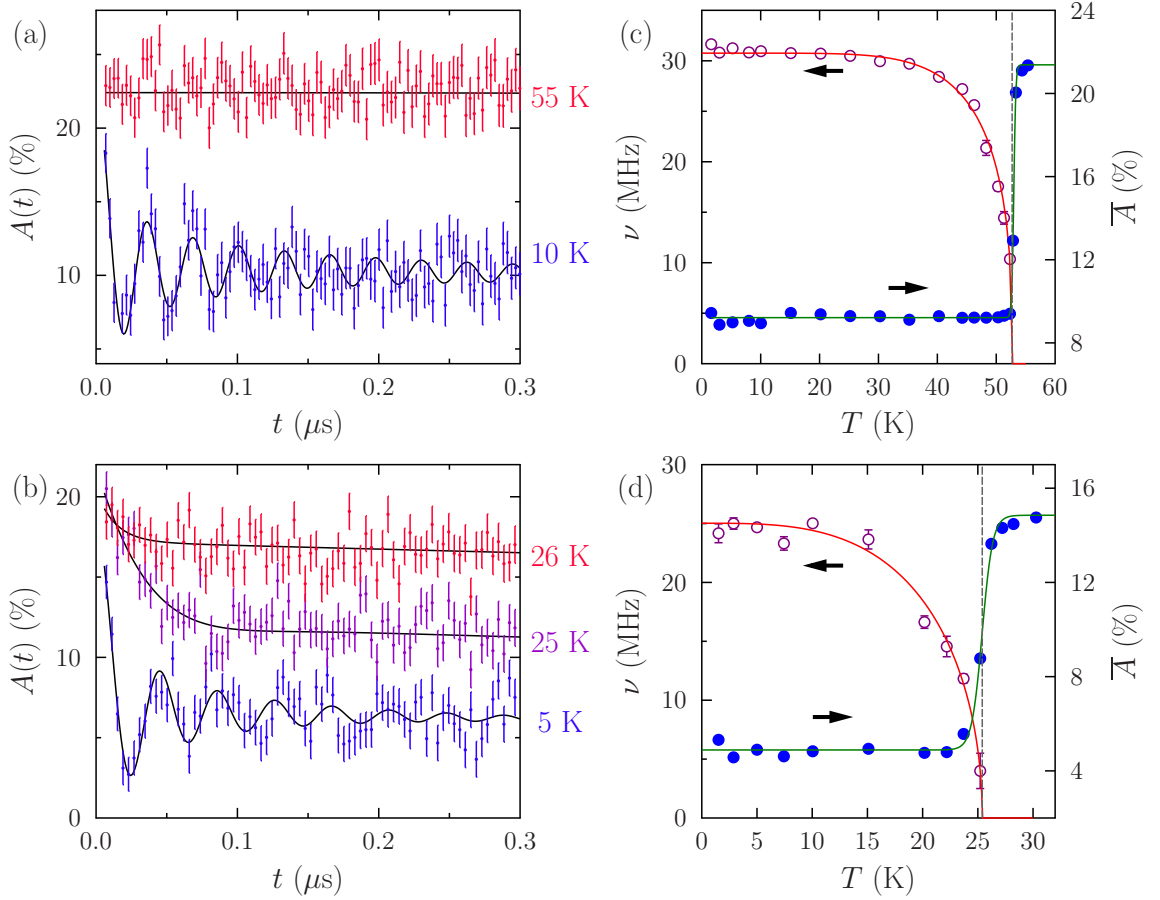 (a)
A(t) (%)
20
10
0.0 0.1 0.2 0.3
t (μs)
55 K
10 K
(c)
ν (MHz)
30
20
10
0
24
20
16
12
8
A̅ (%)
0 10 20 30 40 50 60
T (K)
(b)
A(t) (%)
20
10
0
0.0 0.1 0.2 0.3
t (μs)
26 K
25 K
5 K
(d)
ν (MHz)
30
20
10
0
16
12
8
4
A̅ (%)
0 5 10 15 20 25 30
T (K)